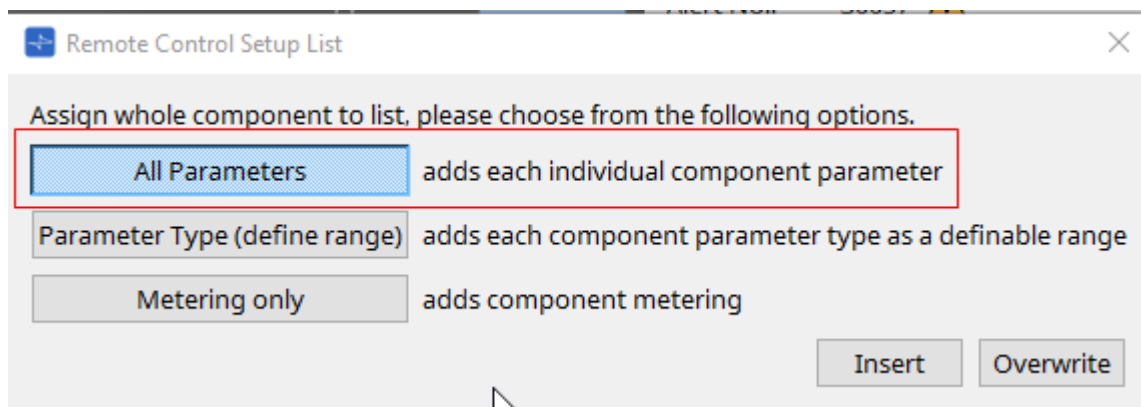 Remote Control Setup List
Assign whole component to list, please choose from the following options.
All Parameters adds each individual component parameter
Parameter Type (define range) adds each component parameter type as a definable range
Metering only adds component metering
Insert Overwrite